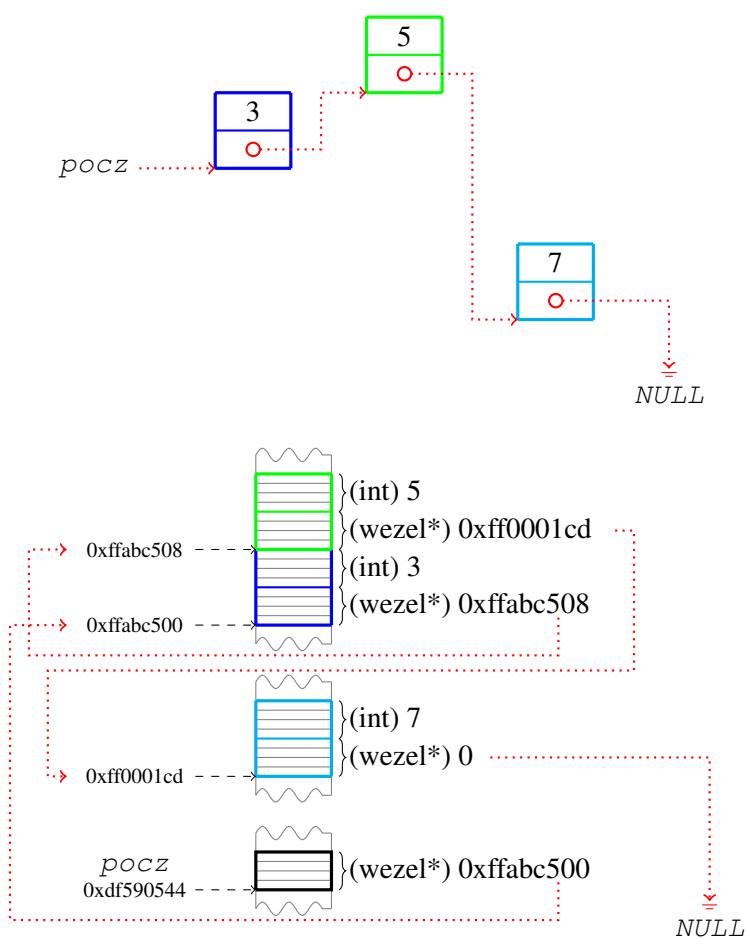 5
3
pocz
7
NULL
(int) 5
(wezel*) 0xff0001cd
0xffabc508
(int) 3
(wezel*) 0xffabc508
0xffabc500
(int) 7
(wezel*) 0
0xff0001cd
pocz
(wezel*) 0xffabc500
0xdf590544
NULL